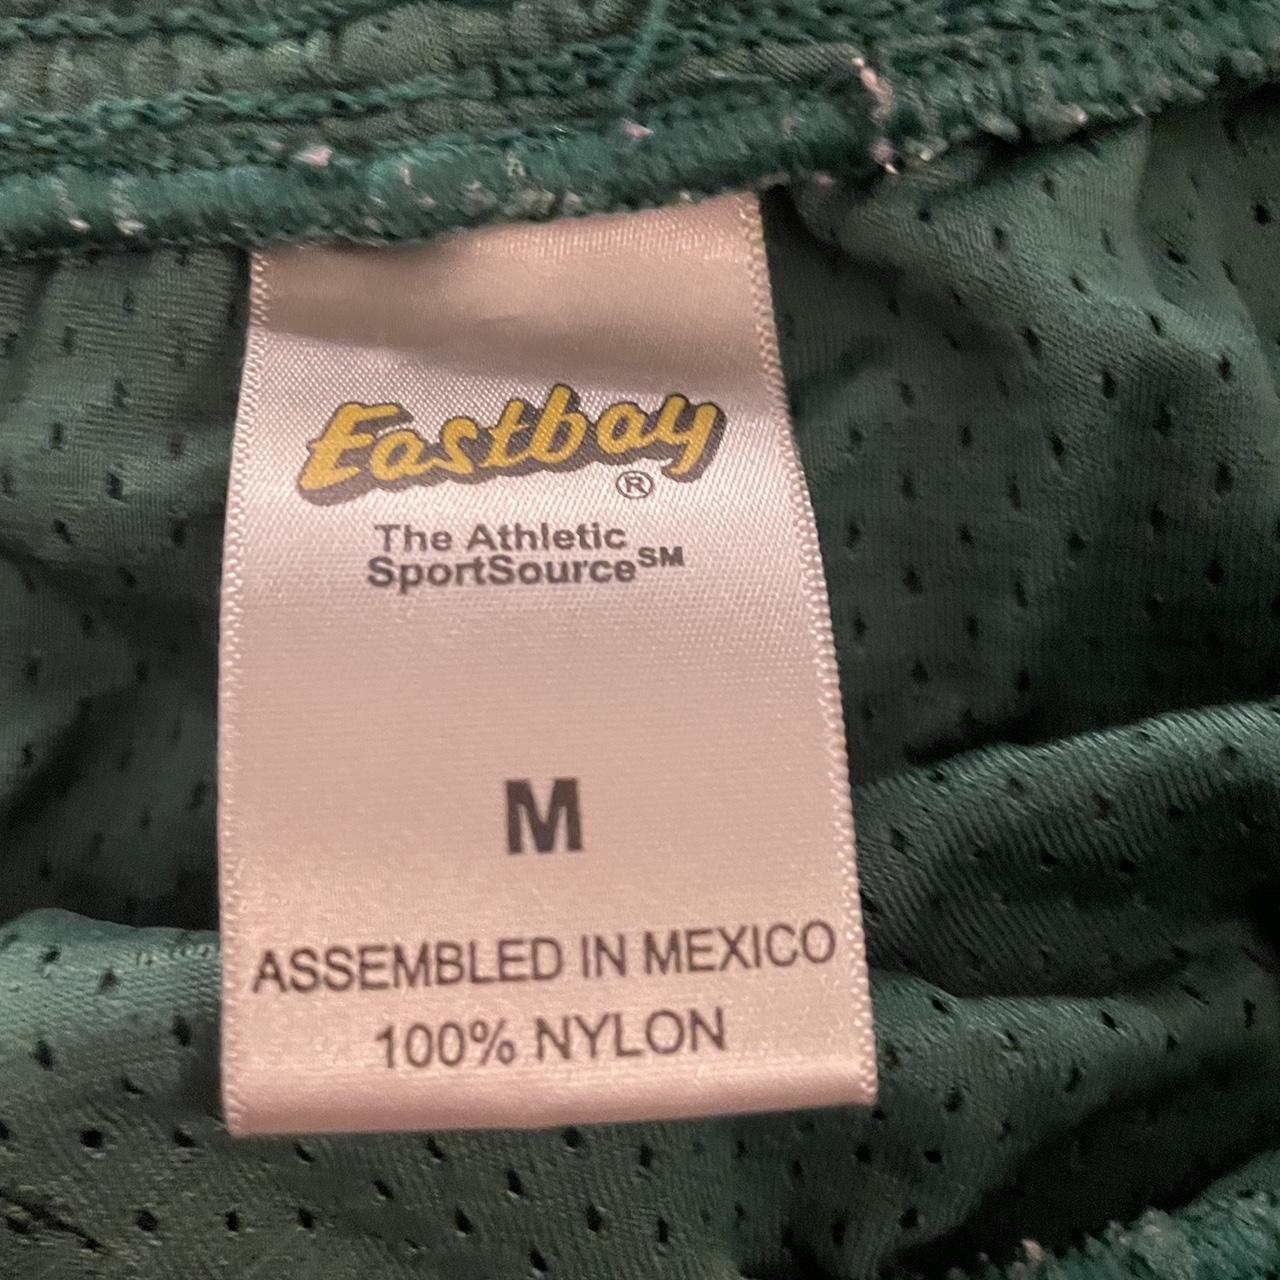 Eastbay
®
The Athletic
SportSource℠
M
ASSEMBLED IN MEXICO
100% NYLON